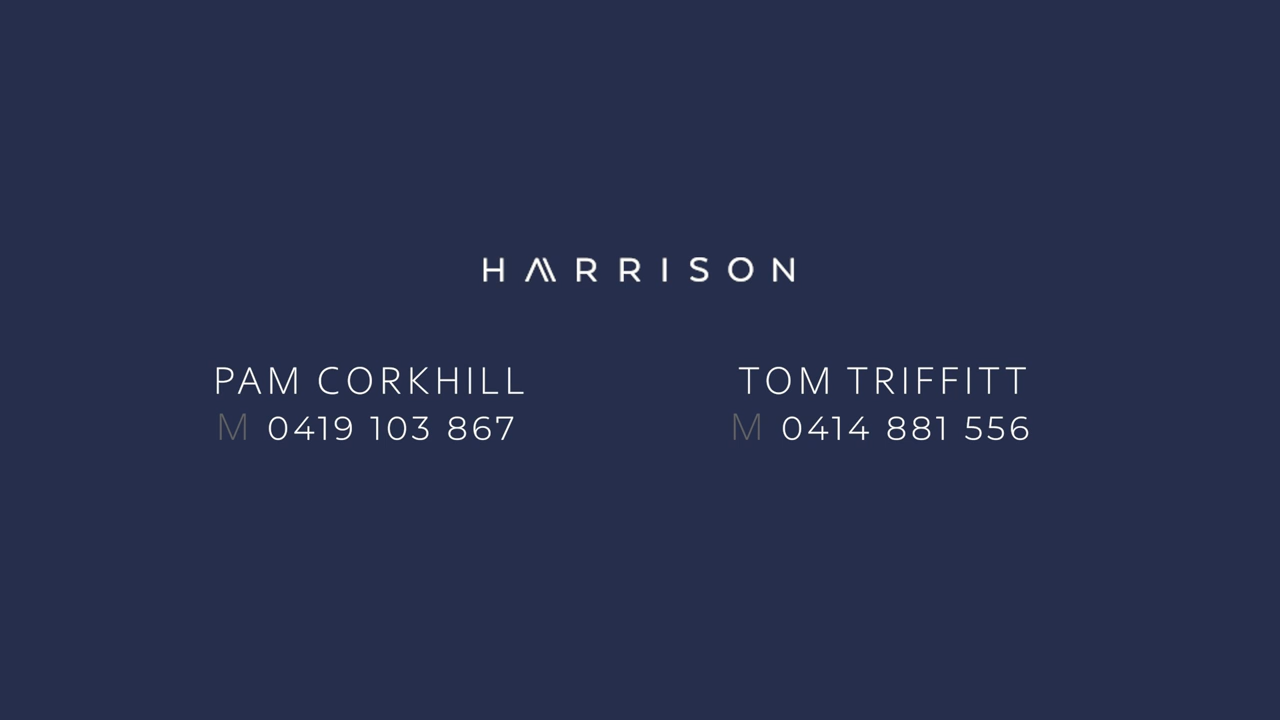 HARRISON
PAM CORKHILL
M 0419 103 867
TOM TRIFFITT
M 0414 881 556